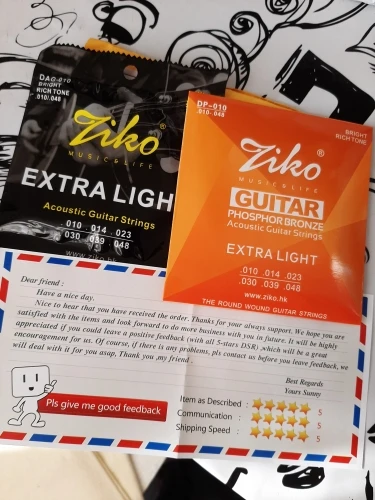 DAG-010
BRIGHT
RICH TONE
.010/.048
Ziko®
MUSIC&LIFE
EXTRA LIGH
Acoustic Guitar Strings
.010 .014 .023
.030 .039 .048
www.ziko.hk
DP-010
.010-.048
BRIGHT
RICH TONE
Ziko®
MUSIC&LIFE
GUITAR
PHOSPHOR BRONZE
Acoustic Guitar Strings
EXTRA LIGHT
.010 .014 .023
.030 .039 .048
www.ziko.hk
THE ROUND WOUND GUITAR STRINGS
Dear friend :
Have a nice day.
Nice to hear that you have received the order. Thanks for your always support. We hope you are
satisfied with the items and look forward to do more business with you in future. It will be highly
appreciated if you could leave a positive feedback (with all 5-stars DSR) ,which will be a great
encouragement for us. Of course, if there is any problems, pls contact us before you leave feedback, we
will deal with it for you asap. Thank you ,my friend .
Best Regards
Yours Sunny
Pls give me good feedback
Item as Described : 5
Communication : 5
Shipping Speed : 5